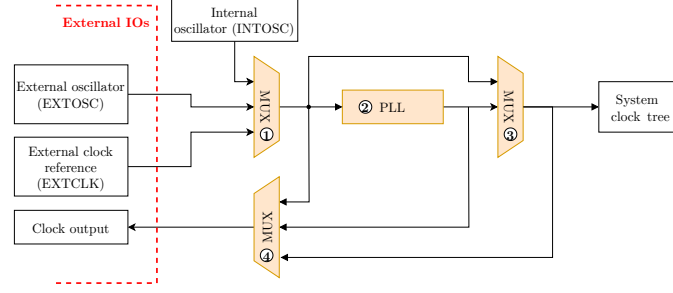 External IOs
Internal
oscillator (INTOSC)
External oscillator
(EXTOSC)
MUX
①
② PLL
MUX
③
System
clock tree
External clock
reference
(EXTCLK)
Clock output
MUX
④